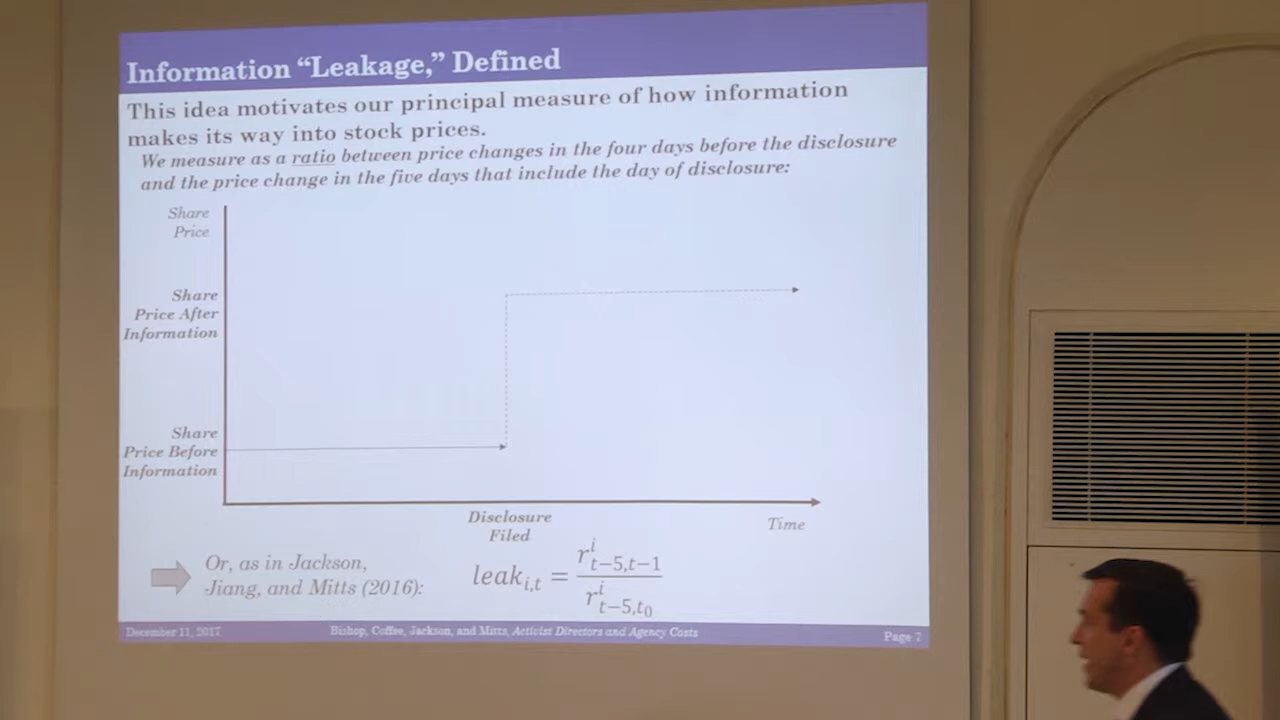 Information “Leakage,” Defined
This idea motivates our principal measure of how information
makes its way into stock prices.
We measure as a ratio between price changes in the four days before the disclosure
and the price change in the five days that include the day of disclosure:
Share
Price
Share
Price After
Information
Share
Price Before
Information
Disclosure
Filed
Time
Or, as in Jackson,
Jiang, and Mitts (2016):
leak_{i,t} = \frac{r^i_{t-5,t-1}}{r^i_{t-5,t_0}}
December 11, 2017
Bishop, Coffee, Jackson, and Mitts, Activist Directors and Agency Costs
Page 7